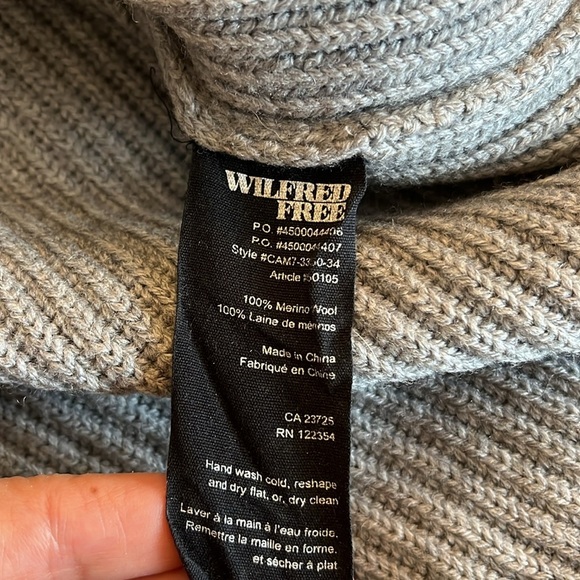 WILFRED
FREE
P.O. #4500044406
P.O. #4500044407
Style #CAM7-3350-34
Article #50105
100% Merino Wool
100% Laine de mérinos
Made in China
Fabriqué en Chine
CA 23725
RN 122354
Hand wash cold, reshape
and dry flat, or, dry clean
Laver à la main à l'eau froide.
Remettre la maille en forme.
et sécher à plat